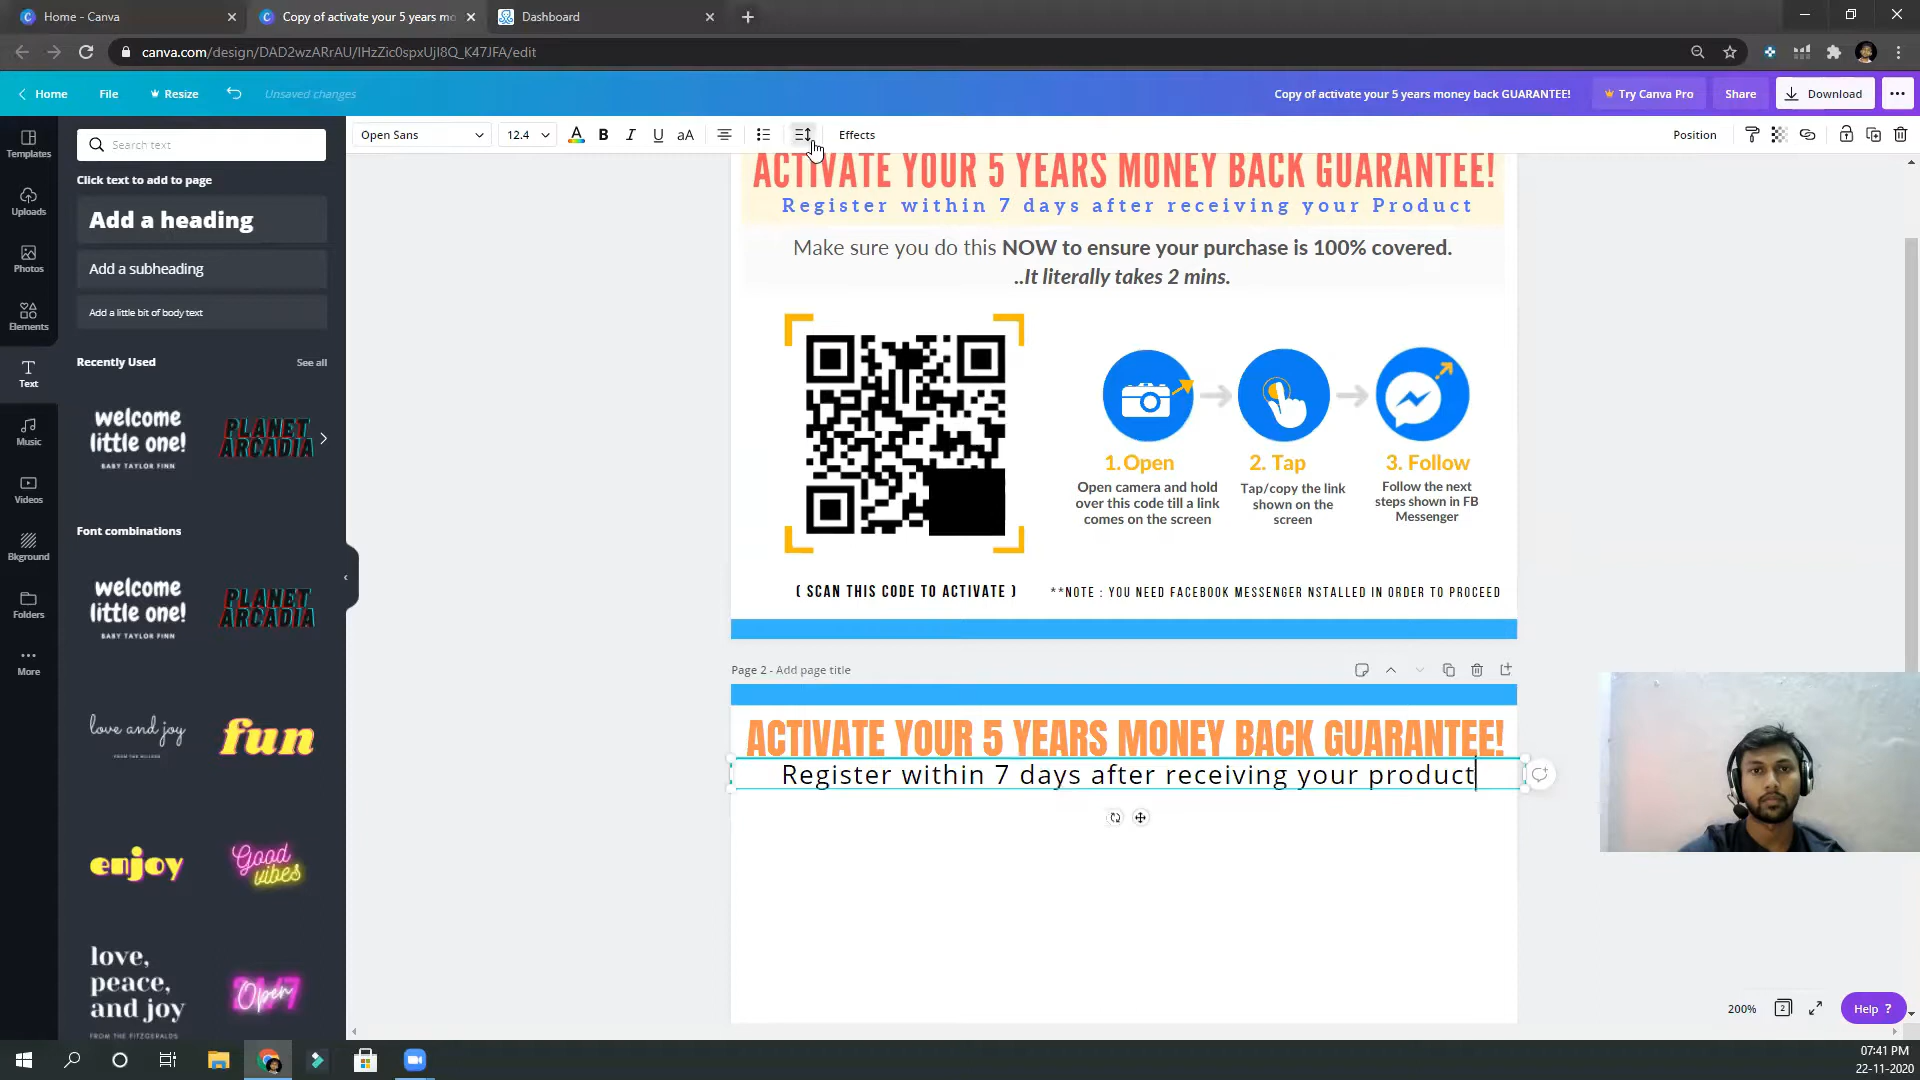 Home - Canva
Copy of activate your 5 years mo
Dashboard
canva.com/design/DAD2wzARrAU/IHzZic0spxUjI8Q_K47JFA/edit
Home
File
Resize
Unsaved changes
Copy of activate your 5 years money back GUARANTEE!
Try Canva Pro
Share
Download
Templates
Uploads
Photos
Elements
Text
Music
Videos
Bkground
Folders
More
Search text
Click text to add to page
Add a heading
Add a subheading
Add a little bit of body text
Recently Used
See all
welcome
little one!
BABY TAYLOR FINN
PLANET
ARCADIA
Font combinations
welcome
little one!
BABY TAYLOR FINN
PLANET
ARCADIA
love and joy
fun
enjoy
Good
vibes
love,
peace,
and joy
FROM THE FITZGERALDS
24/7
Open
Open Sans
12.4
B
I
U
aA
Effects
Position
ACTIVATE YOUR 5 YEARS MONEY BACK GUARANTEE!
Register within 7 days after receiving your Product
Make sure you do this NOW to ensure your purchase is 100% covered.
..It literally takes 2 mins.
1. Open
Open camera and hold
over this code till a link
comes on the screen
2. Tap
Tap/copy the link
shown on the
screen
3. Follow
Follow the next
steps shown in FB
Messenger
( SCAN THIS CODE TO ACTIVATE )
**NOTE : YOU NEED FACEBOOK MESSENGER NSTALLED IN ORDER TO PROCEED
Page 2 - Add page title
ACTIVATE YOUR 5 YEARS MONEY BACK GUARANTEE!
Register within 7 days after receiving your product
200%
2
Help ?
07:41 PM
22-11-2020